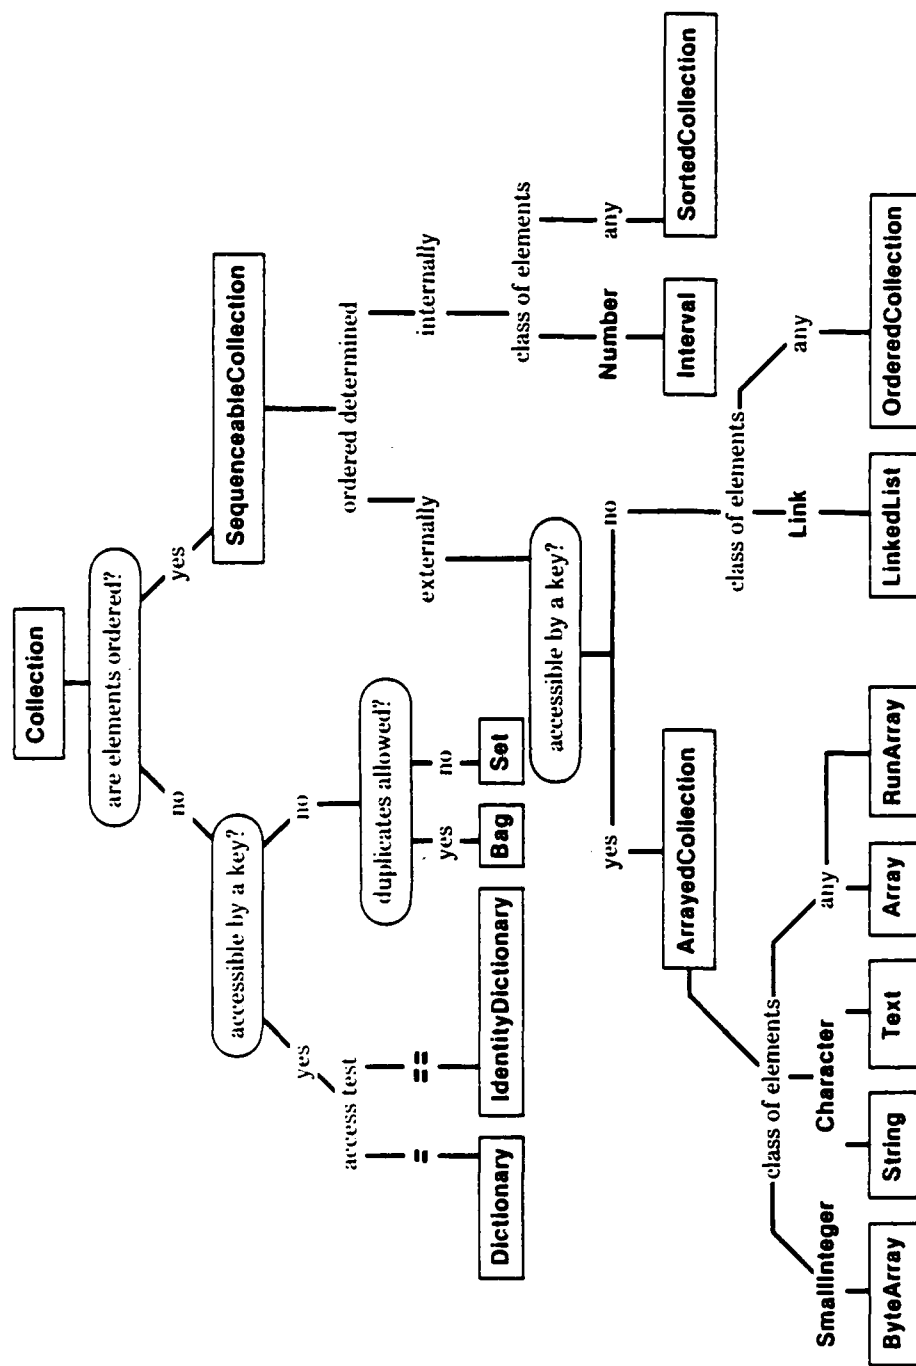 Collection
are elements ordered?
no
yes
accessible by a key?
SequenceableCollection
yes
no
ordered determined
access test
duplicates allowed?
externally
internally
=
==
yes
no
class of elements
Dictionary
IdentityDictionary
Bag
Set
accessible by a key?
Number
any
yes
no
Interval
SortedCollection
ArrayedCollection
class of elements
class of elements
Link
any
SmallInteger
Character
any
ByteArray
String
Text
Array
RunArray
LinkedList
OrderedCollection